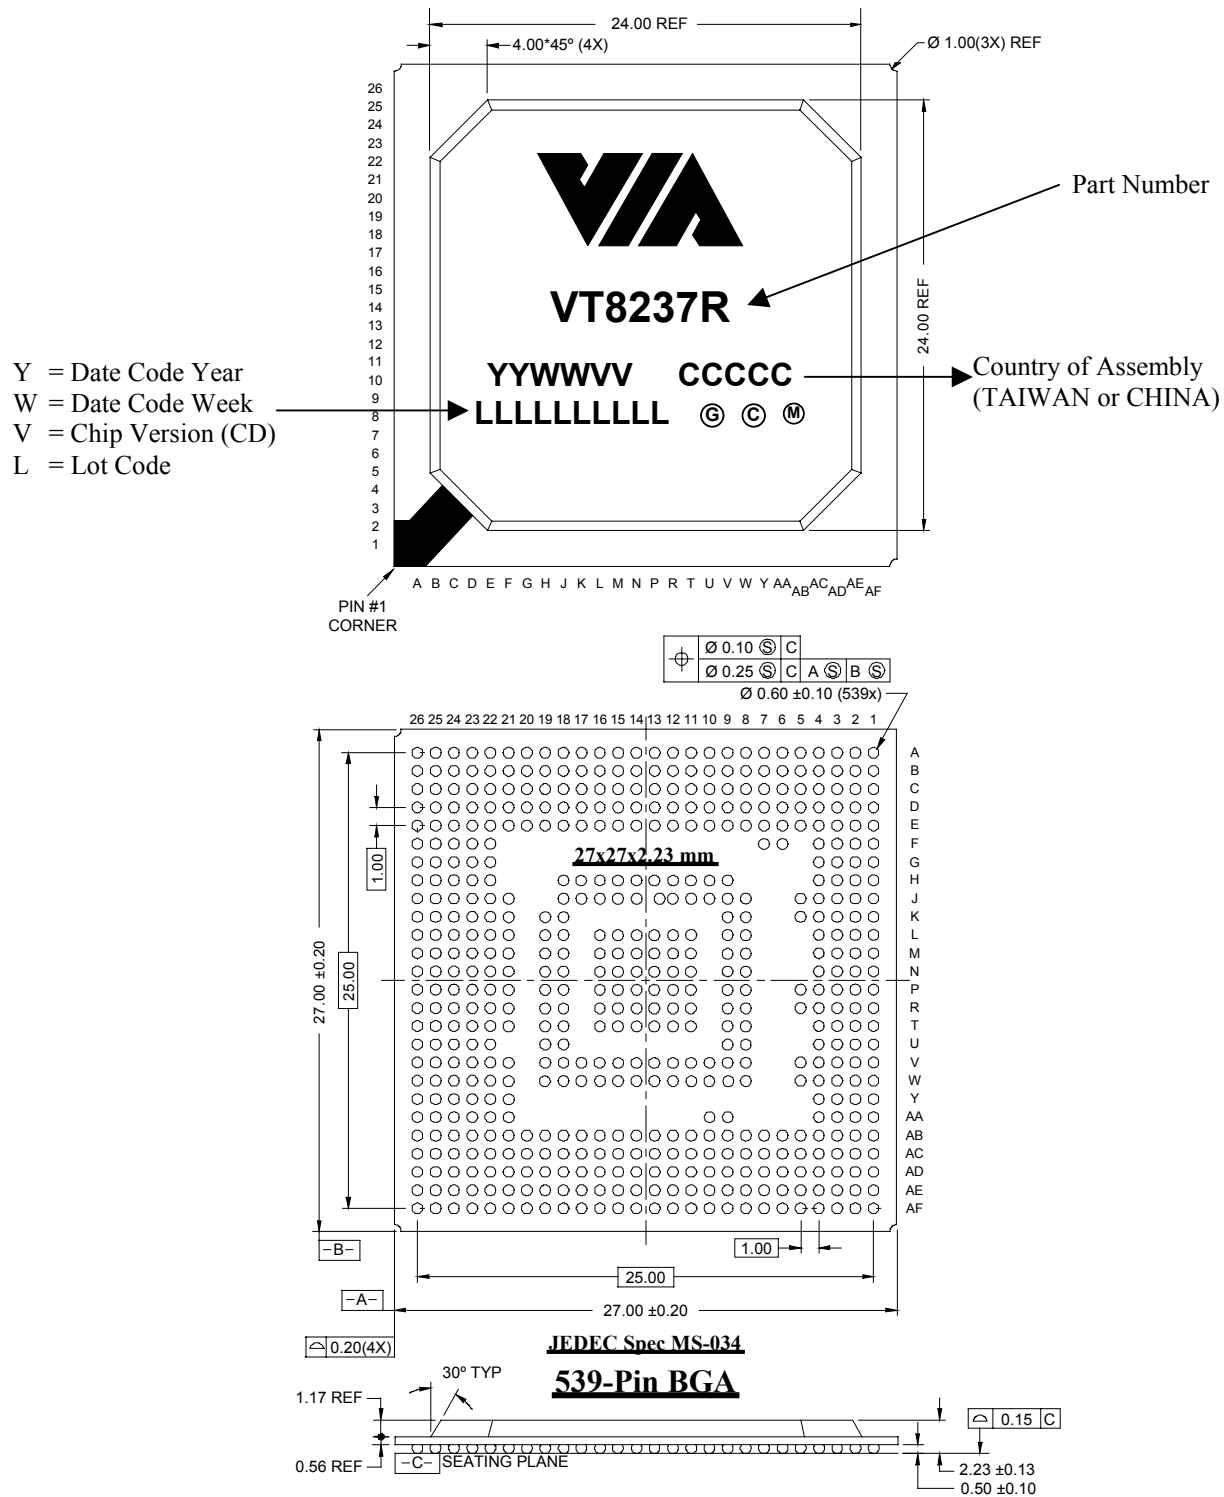 24.00 REF
4.00*45º (4X)
Ø 1.00(3X) REF
26
25
24
23
22
21
20
19
18
17
16
15
14
13
12
11
10
9
8
7
6
5
4
3
2
1
VIA
Part Number
VT8237R
24.00 REF
Y = Date Code Year
W = Date Code Week
V = Chip Version (CD)
L = Lot Code
YYWWVV CCCCC
LLLLLLLLLL G C M
Country of Assembly
(TAIWAN or CHINA)
A B C D E F G H J K L M N P R T U V W Y AA AB AC AD AE AF
PIN #1
CORNER
Ø 0.10 Ⓢ C
Ø 0.25 Ⓢ C A Ⓢ B Ⓢ
Ø 0.60 ±0.10 (539x)
26 25 24 23 22 21 20 19 18 17 16 15 14 13 12 11 10 9 8 7 6 5 4 3 2 1
A
B
C
D
E
F
G
H
J
K
L
M
N
P
R
T
U
V
W
Y
AA
AB
AC
AD
AE
AF
27x27x2.23 mm
1.00
25.00
27.00 ±0.20
-B-
1.00
25.00
-A-
27.00 ±0.20
0.20(4X)
JEDEC Spec MS-034
539-Pin BGA
30º TYP
1.17 REF
0.15 C
0.56 REF
-C- SEATING PLANE
2.23 ±0.13
0.50 ±0.10